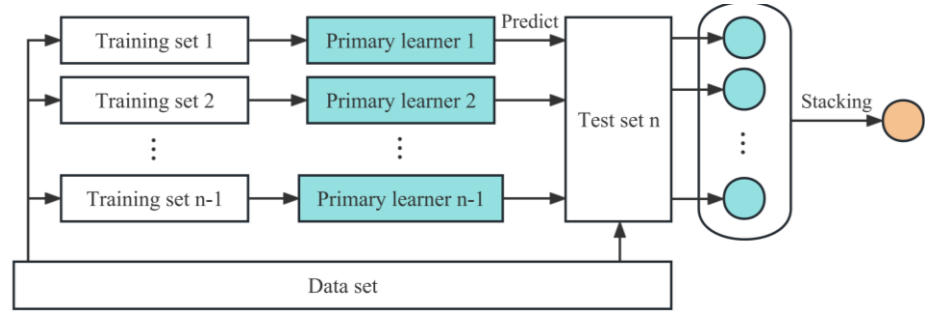 Training set 1
Primary learner 1
Predict
Training set 2
Primary learner 2
Test set n
Stacking
Training set n-1
Primary learner n-1
Data set